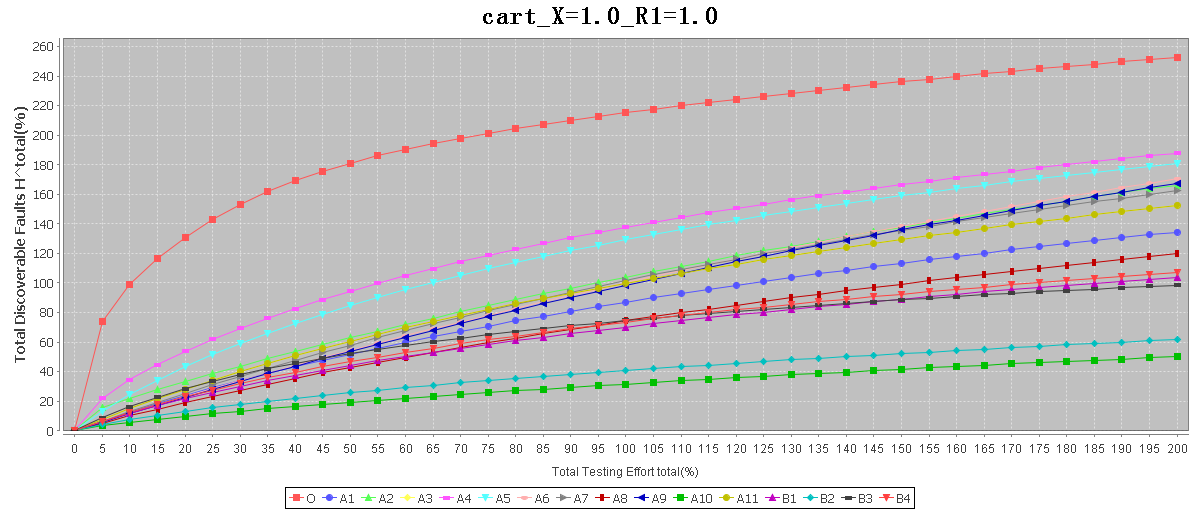 cart_X=1.0_R1=1.0
Total Discoverable Faults H^total(%)
260
240
220
200
180
160
140
120
100
80
60
40
20
0
0 5 10 15 20 25 30 35 40 45 50 55 60 65 70 75 80 85 90 95 100 105 110 115 120 125 130 135 140 145 150 155 160 165 170 175 180 185 190 195 200
Total Testing Effort total(%)
O A1 A2 A3 A4 A5 A6 A7 A8 A9 A10 A11 B1 B2 B3 B4